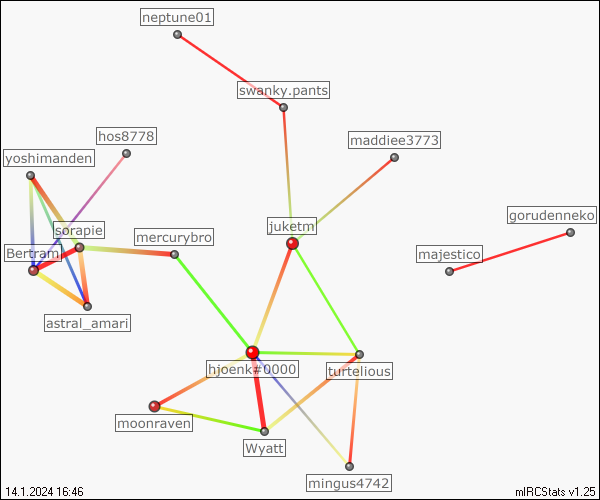 neptune01
swanky.pants
hos8778
maddiee3773
yoshimanden
gorudenneko
sorapie
juketm
mercurybro
Bertram
majestico
astral_amari
hjoenk#0000
turtelious
moonraven
Wyatt
mingus4742
14.1.2024 16:46
mIRCStats v1.25